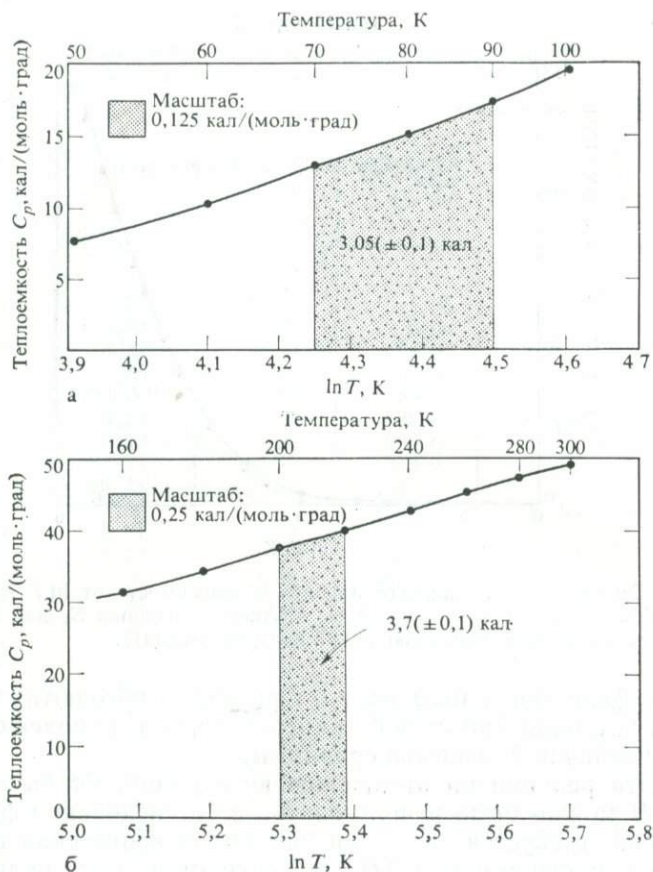 Температура, К
50 60 70 80 90 100
Теплоемкость Cp, кал/(моль·град)
20
15
10
5
Масштаб:
0,125 кал/(моль·град)
3,05(±0,1) кал
3,9 4,0 4,1 4,2 4,3 4,4 4,5 4,6 4 7
ln T, К
а
Температура, К
160 200 240 280 300
Теплоемкость Cp, кал/(моль·град)
50
40
30
20
10
0
Масштаб:
0,25 кал/(моль·град)
3,7(±0,1) кал
5,0 5,1 5,2 5,3 5,4 5,5 5,6 5,7 5,8
ln T, К
б